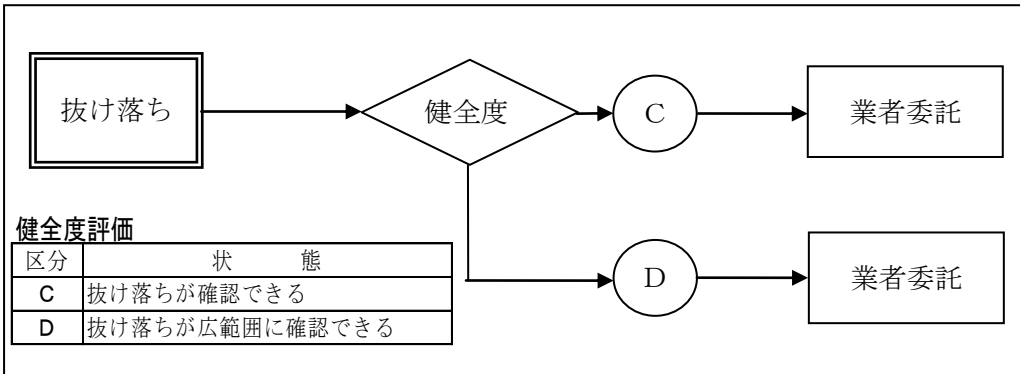 抜け落ち
健全度
C
業者委託
D
業者委託
健全度評価
区分 状 態
C 抜け落ちが確認できる
D 抜け落ちが広範囲に確認できる